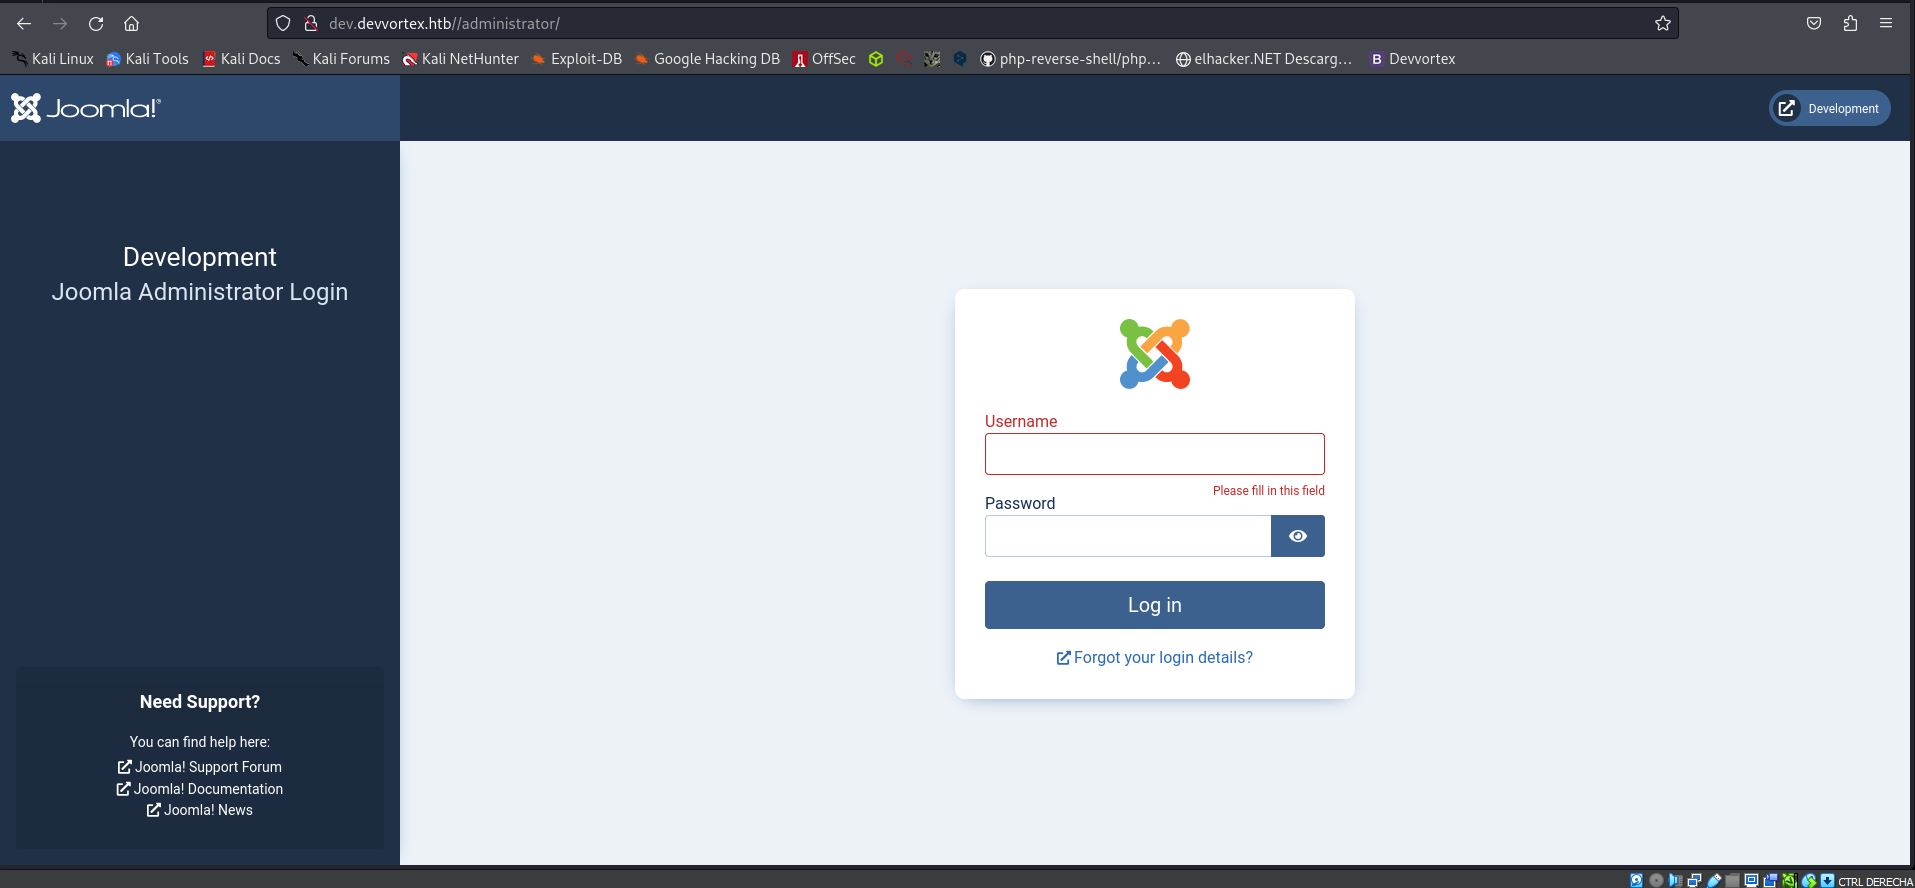 dev.devvortex.htb//administrator/
Kali Linux Kali Tools Kali Docs Kali Forums Kali NetHunter Exploit-DB Google Hacking DB OffSec php-reverse-shell/php... elhacker.NET Descarg... B Devvortex
Joomla!® Development
Development
Joomla Administrator Login
Username
Please fill in this field
Password
Log in
Forgot your login details?
Need Support?
You can find help here:
Joomla! Support Forum
Joomla! Documentation
Joomla! News
CTRL DERECHA